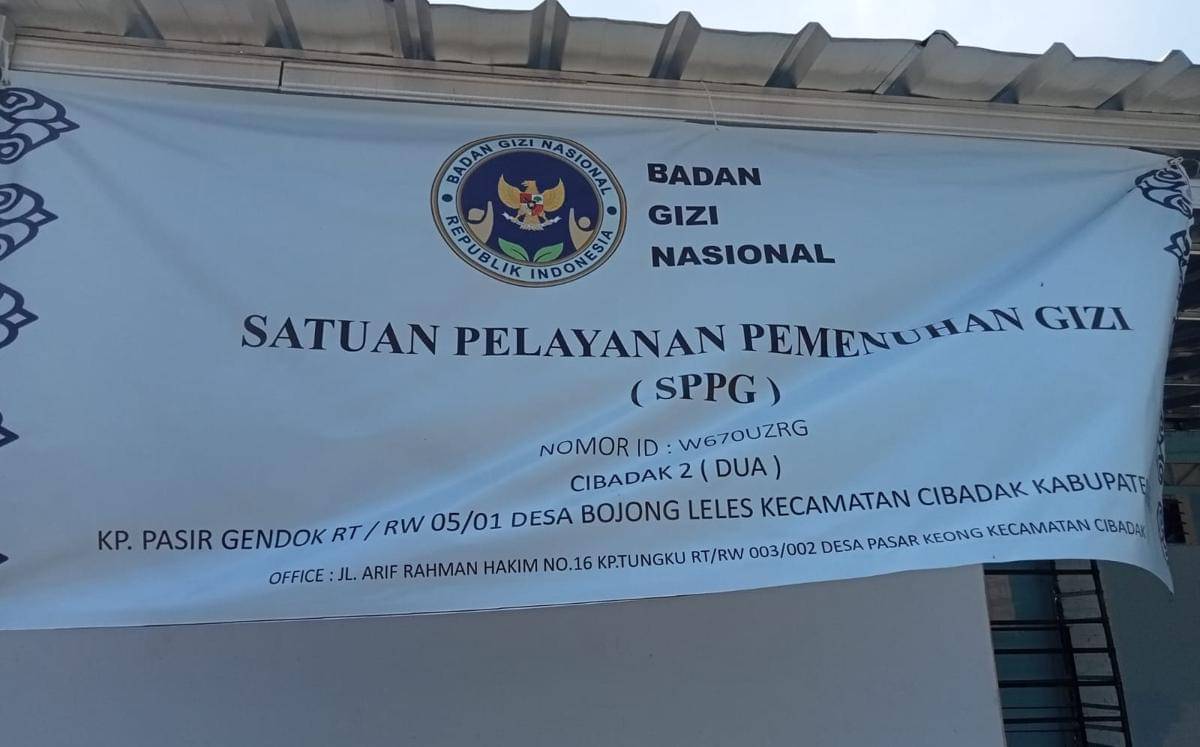 BADAN GIZI NASIONAL
REPUBLIK INDONESIA
BADAN
GIZI
NASIONAL
SATUAN PELAYANAN PEMENUHAN GIZI
( SPPG )
NOMOR ID : W670UZRG
CIBADAK 2 ( DUA )
KP. PASIR GENDOK RT / RW 05/01 DESA BOJONG LELES KECAMATAN CIBADAK KABUPATE
OFFICE : JL. ARIF RAHMAN HAKIM NO.16 KP.TUNGKU RT/RW 003/002 DESA PASAR KEONG KECAMATAN CIBADAK